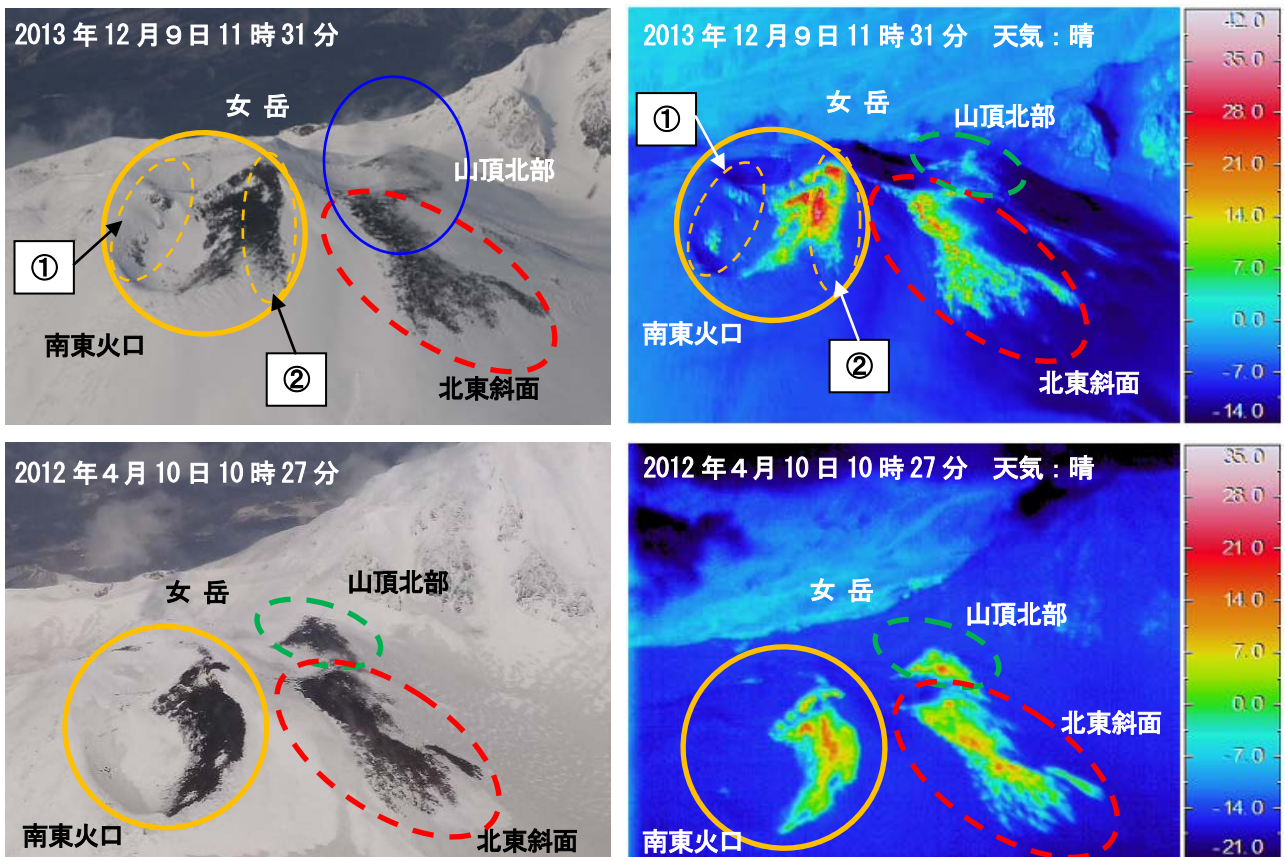 2013年12月9日11時31分
女岳
山頂北部
①
南東火口
②
北東斜面
2013年12月9日11時31分 天気：晴
女岳
①
山頂北部
南東火口
②
北東斜面
42.0
35.0
28.0
21.0
14.0
7.0
0.0
-7.0
-14.0
2012年4月10日10時27分
女岳
山頂北部
南東火口
北東斜面
2012年4月10日10時27分 天気：晴
女岳
山頂北部
北東斜面
南東火口
35.0
28.0
21.0
14.0
7.0
0.0
-7.0
-14.0
-21.0